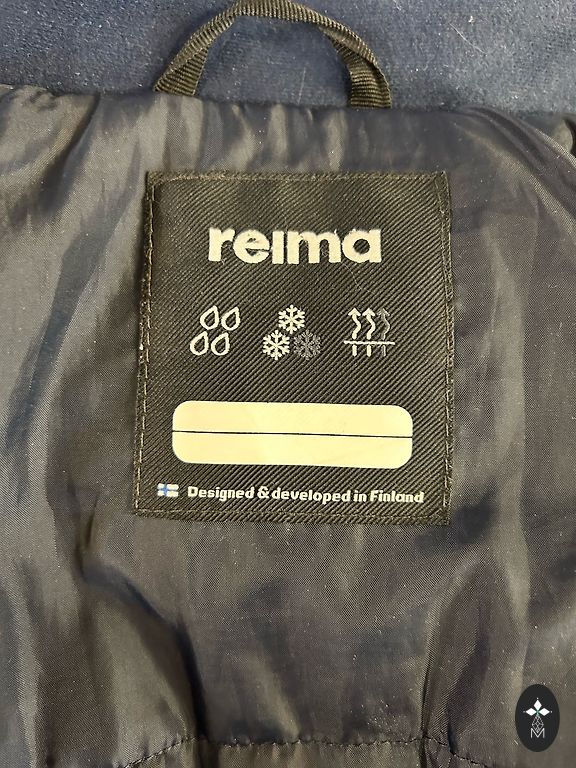 reima
Designed & developed in Finland
M